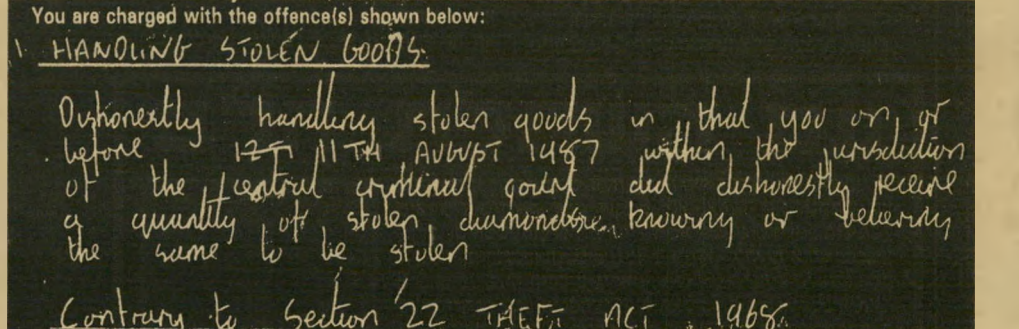 You are charged with the offence(s) shown below:
1. HANDLING STOLEN GOODS.
Dishonestly handling stolen goods in that you on or
before 11TH AUGUST 1987 within the jurisdiction
of the central criminal court did dishonestly receive
a quantity of stolen knowing or believing
the same to be stolen
Contrary to Section 22 THEFT ACT 1968.